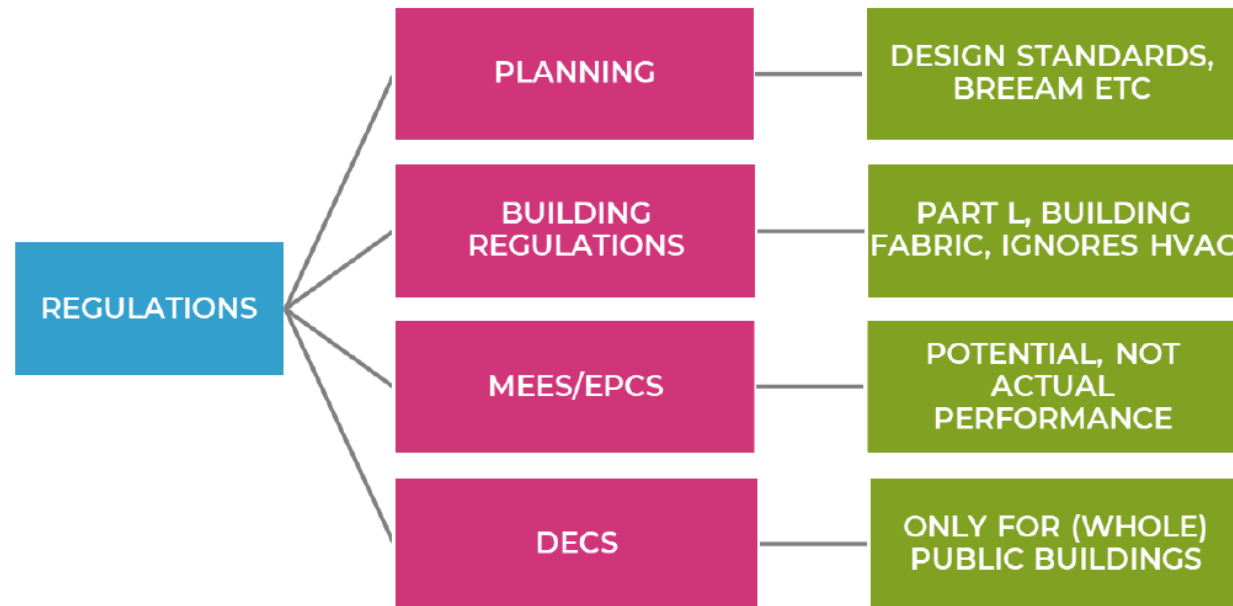 REGULATIONS
PLANNING
DESIGN STANDARDS,
BREEAM ETC
BUILDING
REGULATIONS
PART L, BUILDING
FABRIC, IGNORES HVAC
MEES/EPCS
POTENTIAL, NOT
ACTUAL
PERFORMANCE
DECS
ONLY FOR (WHOLE)
PUBLIC BUILDINGS